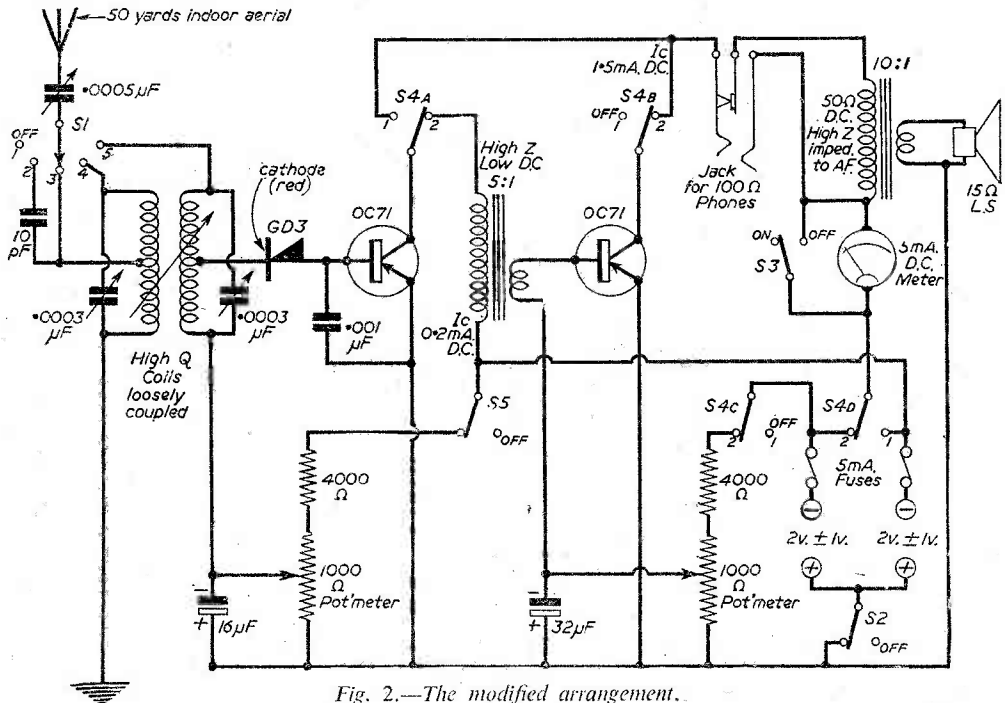 50 yards indoor aerial
·0005μF
S1
OFF
1
2
3
4
5
10
pF
·0003
μF
·0003
μF
High Q
Coils
loosely
coupled
cathode
(red)
GD3
·001
μF
OC71
S4A
1
2
High Z
Low DC
5:1
Ic
0·2mA.
D.C.
S5
OFF
4000
Ω
1000
Ω
Pot'meter
-
+
16μF
OC71
S4B
OFF
1
2
Ic
1·5mA. D.C.
Jack
for 100Ω
Phones
10:1
50Ω
D.C.
High Z
imped.
to AF.
15Ω
L.S
ON
OFF
S3
5mA.
D.C.
Meter
S4C
2
OFF
1
S4D
2
1
5mA.
Fuses
4000
Ω
1000
Ω
Pot'meter
-
+
32μF
-
-
2v. ± 1v.
2v. ± 1v.
+
+
S2
OFF
Fig. 2.—The modified arrangement.